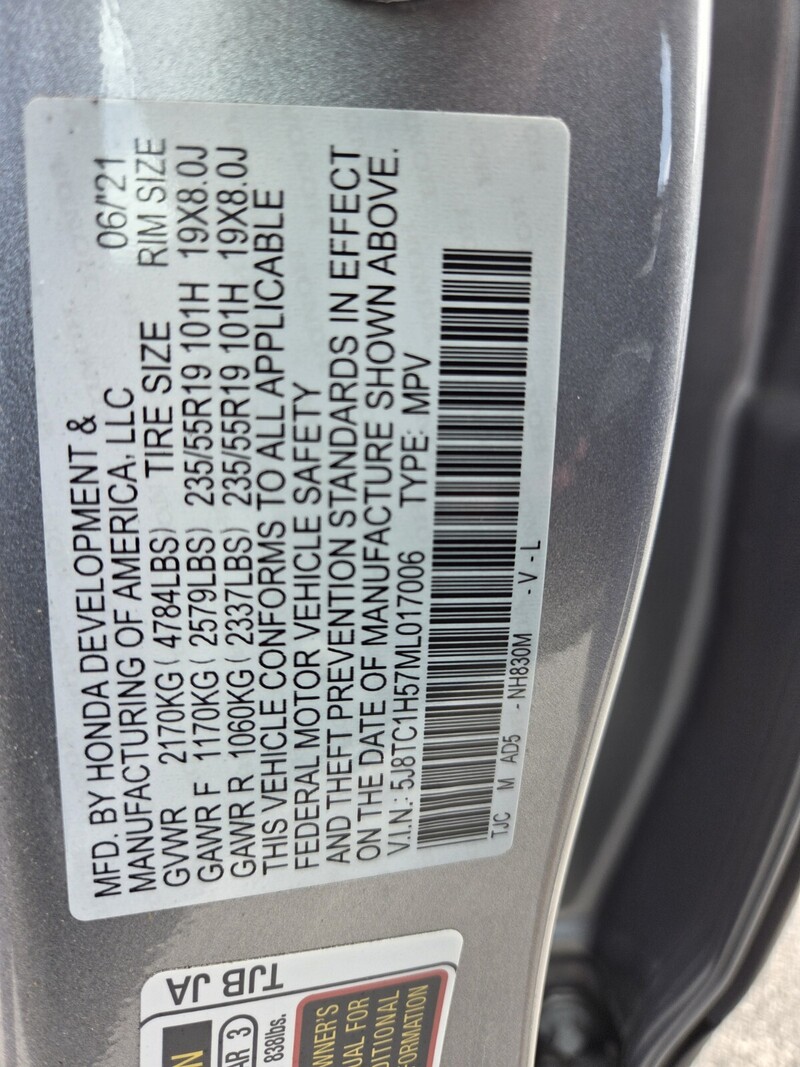 MFD. BY HONDA DEVELOPMENT &
MANUFACTURING OF AMERICA, LLC 06/'21
GVWR 2170KG( 4784LBS) TIRE SIZE RIM SIZE
GAWR F 1170KG( 2579LBS) 235/55R19 101H 19X8.0J
GAWR R 1060KG( 2337LBS) 235/55R19 101H 19X8.0J
THIS VEHICLE CONFORMS TO ALL APPLICABLE
FEDERAL MOTOR VEHICLE SAFETY
AND THEFT PREVENTION STANDARDS IN EFFECT
ON THE DATE OF MANUFACTURE SHOWN ABOVE.
V.I.N.: 5J8TC1H57ML017006 TYPE: MPV
TJC M AD5 - NH830M - V - L
TJB JA
AR 3
838lbs.